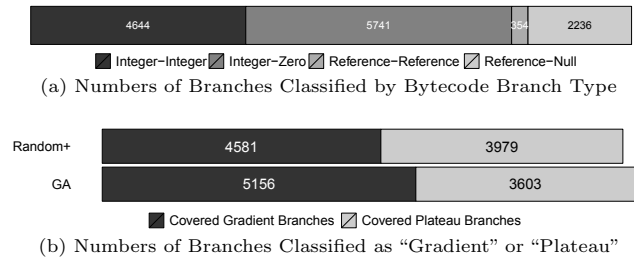 4644 5741 354 2236
Integer−Integer Integer−Zero Reference−Reference Reference−Null
(a) Numbers of Branches Classified by Bytecode Branch Type
Random+ 4581 3979
GA 5156 3603
Covered Gradient Branches Covered Plateau Branches
(b) Numbers of Branches Classified as “Gradient” or “Plateau”